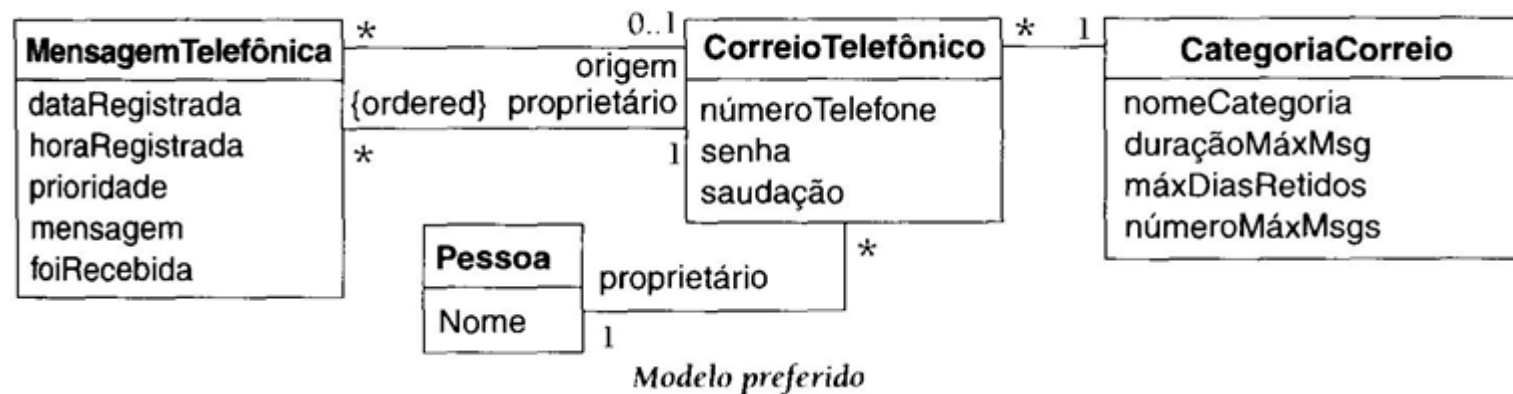 MensagemTelefônica
dataRegistrada
horaRegistrada
prioridade
mensagem
foiRecebida
*
0..1
origem
{ordered} proprietário
*
1
CorreioTelefônico
númeroTelefone
senha
saudação
*
1
CategoriaCorreio
nomeCategoria
duraçãoMáxMsg
máxDiasRetidos
númeroMáxMsgs
Pessoa
Nome
proprietário
1
*
Modelo preferido